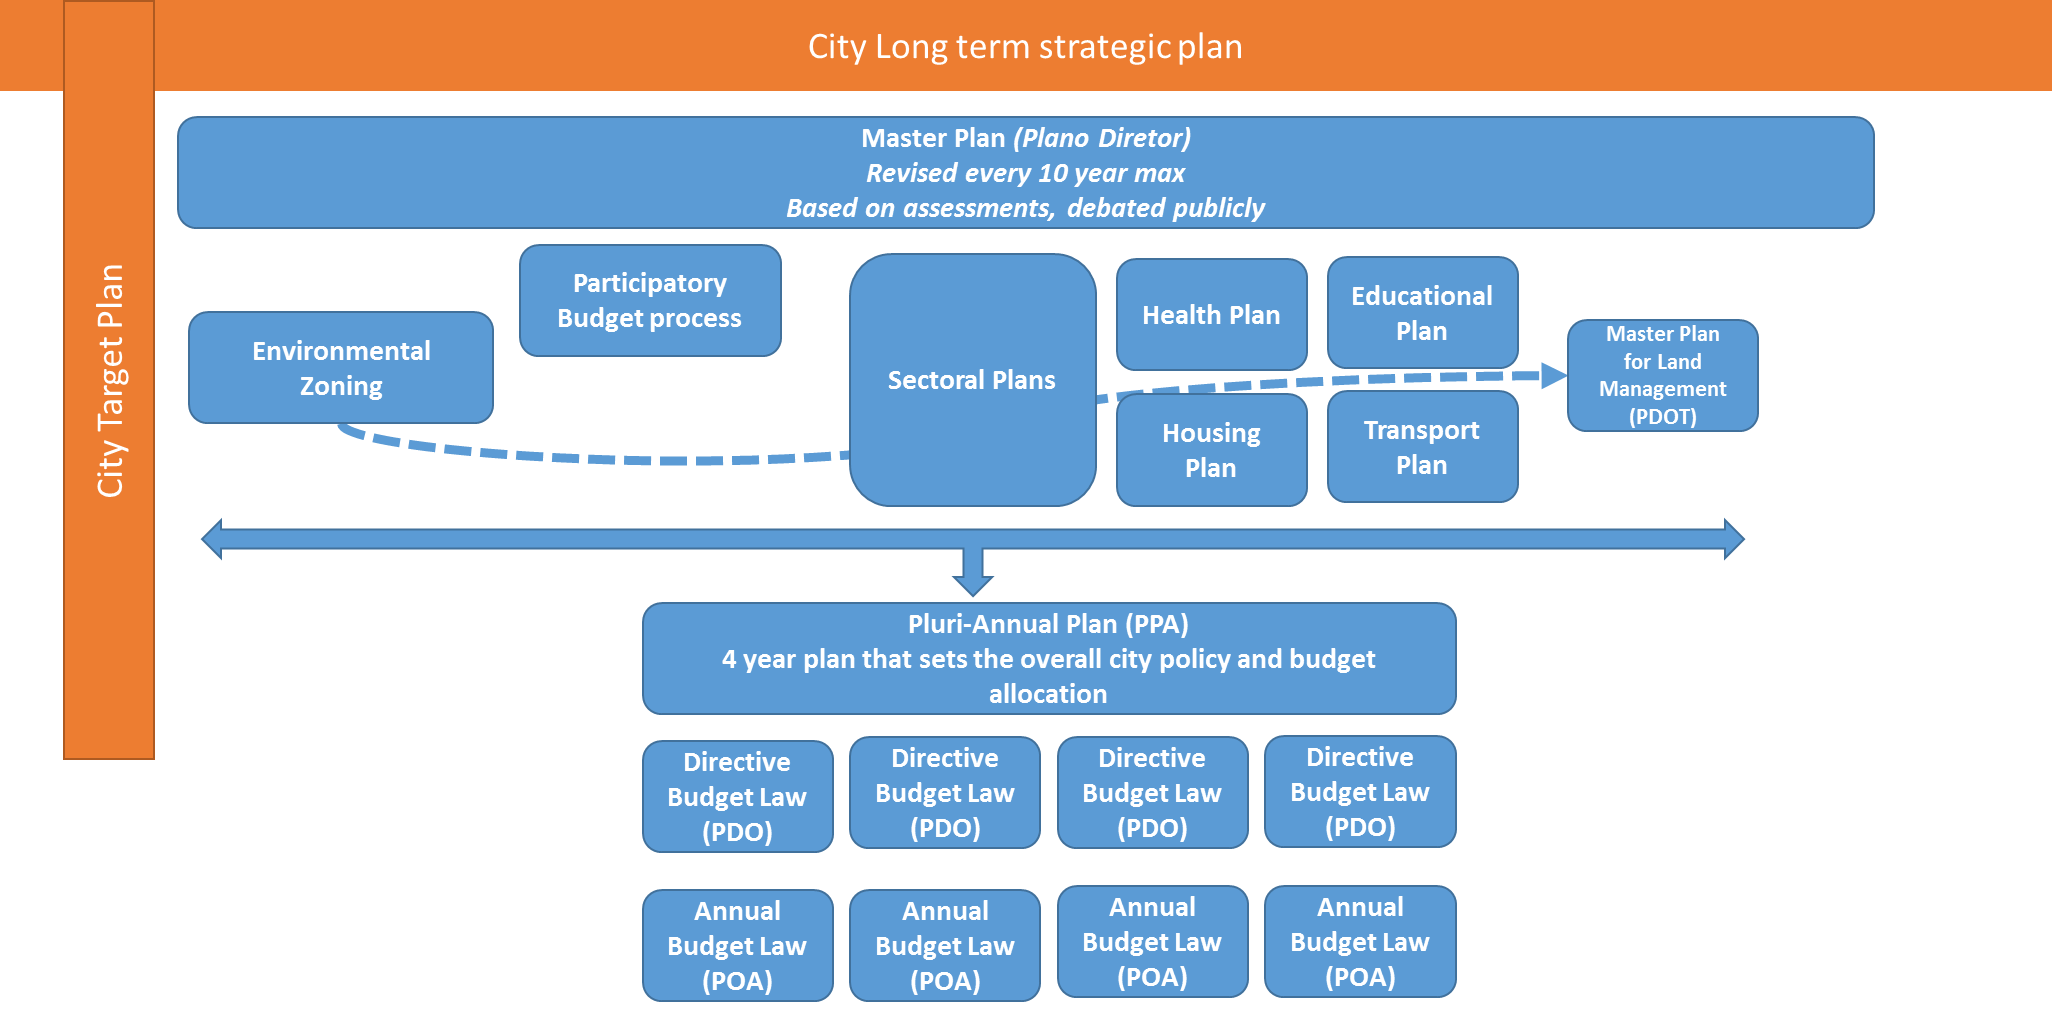 City Long term strategic plan
City Target Plan
Master Plan (Plano Diretor)
Revised every 10 year max
Based on assessments, debated publicly
Environmental
Zoning
Participatory
Budget process
Sectoral Plans
Health Plan
Educational
Plan
Housing
Plan
Transport
Plan
Master Plan
for Land
Management
(PDOT)
Pluri-Annual Plan (PPA)
4 year plan that sets the overall city policy and budget
allocation
Directive
Budget Law
(PDO)
Directive
Budget Law
(PDO)
Directive
Budget Law
(PDO)
Directive
Budget Law
(PDO)
Annual
Budget Law
(POA)
Annual
Budget Law
(POA)
Annual
Budget Law
(POA)
Annual
Budget Law
(POA)